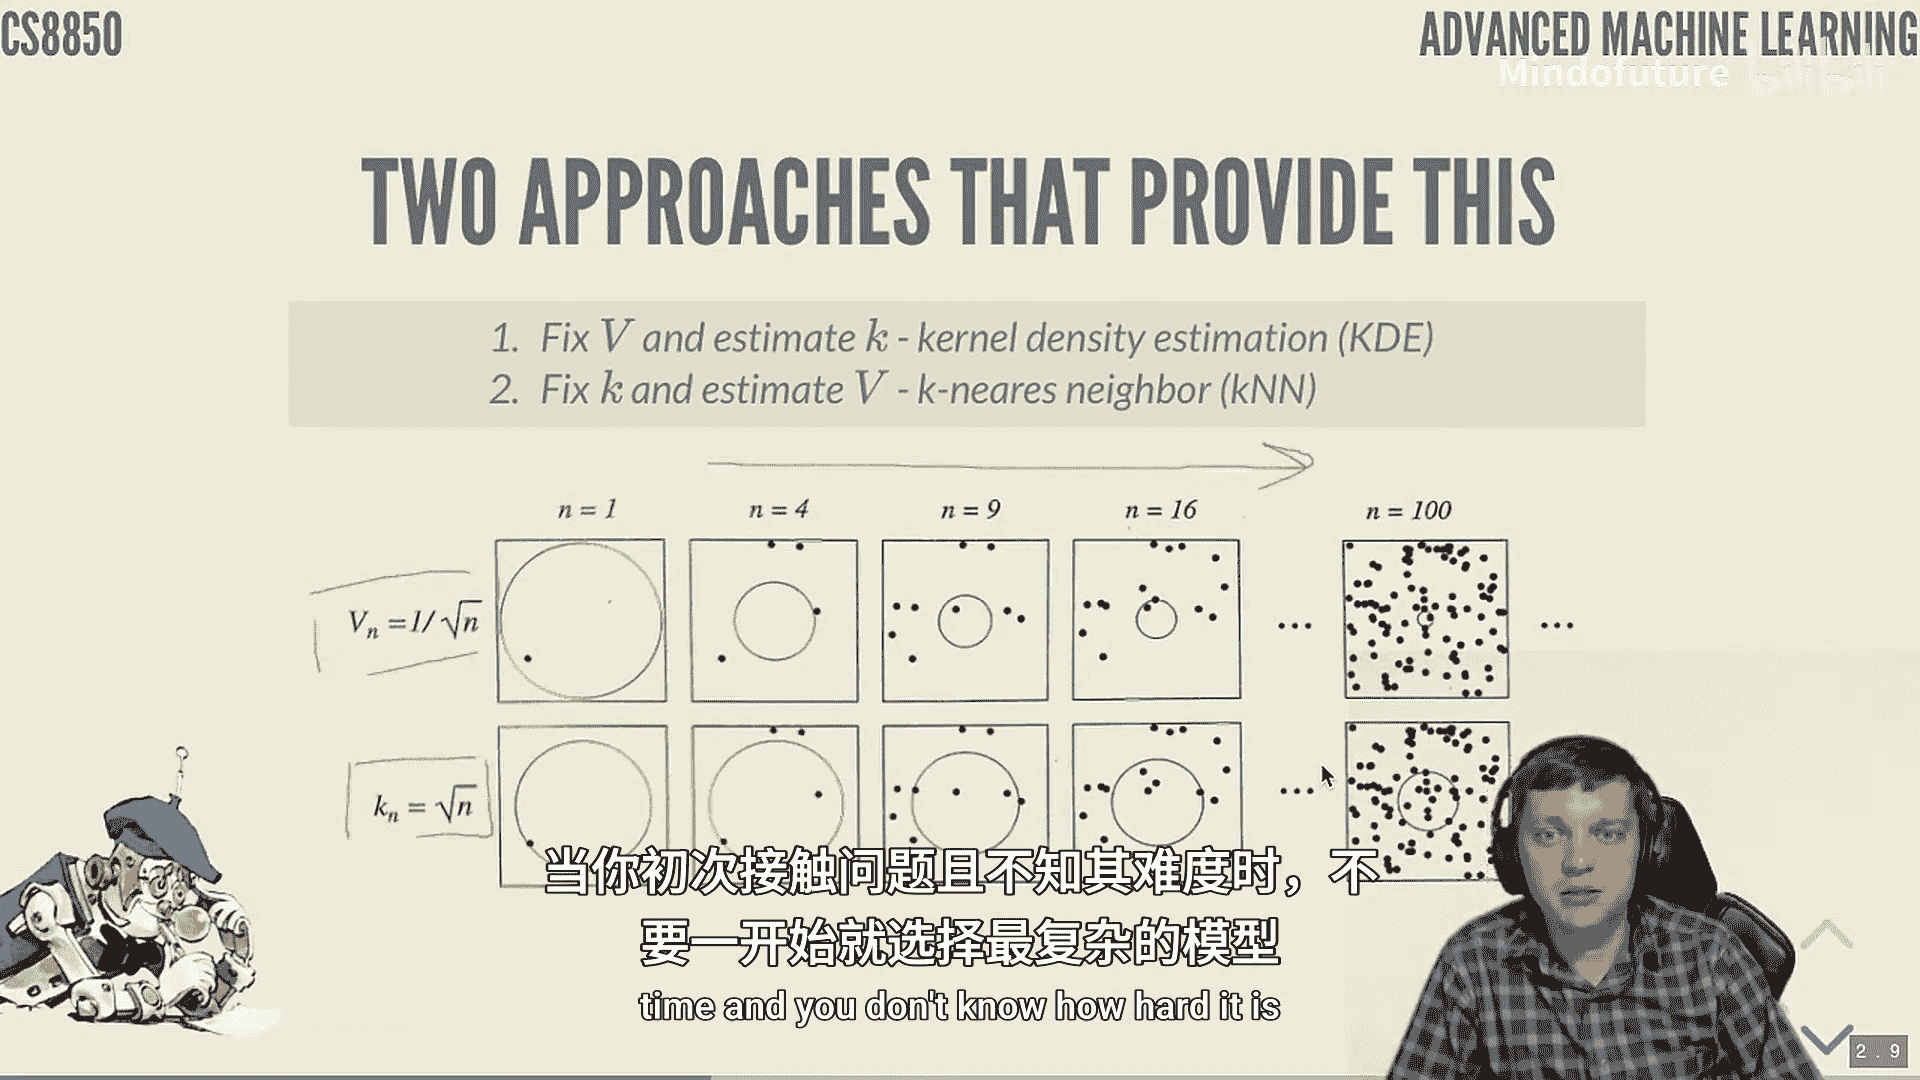 CS8850
ADVANCED MACHINE LEARNING
Mindofuture bilibili
TWO APPROACHES THAT PROVIDE THIS
1. Fix V and estimate k - kernel density estimation (KDE)
2. Fix k and estimate V - k-neares neighbor (kNN)
n = 1 n = 4 n = 9 n = 16 n = 100
Vₙ = 1/√n ... ...
kₙ = √n ...
当你初次接触问题且不知其难度时，不
要一开始就选择最复杂的模型
time and you don't know how hard it is
2 . 9